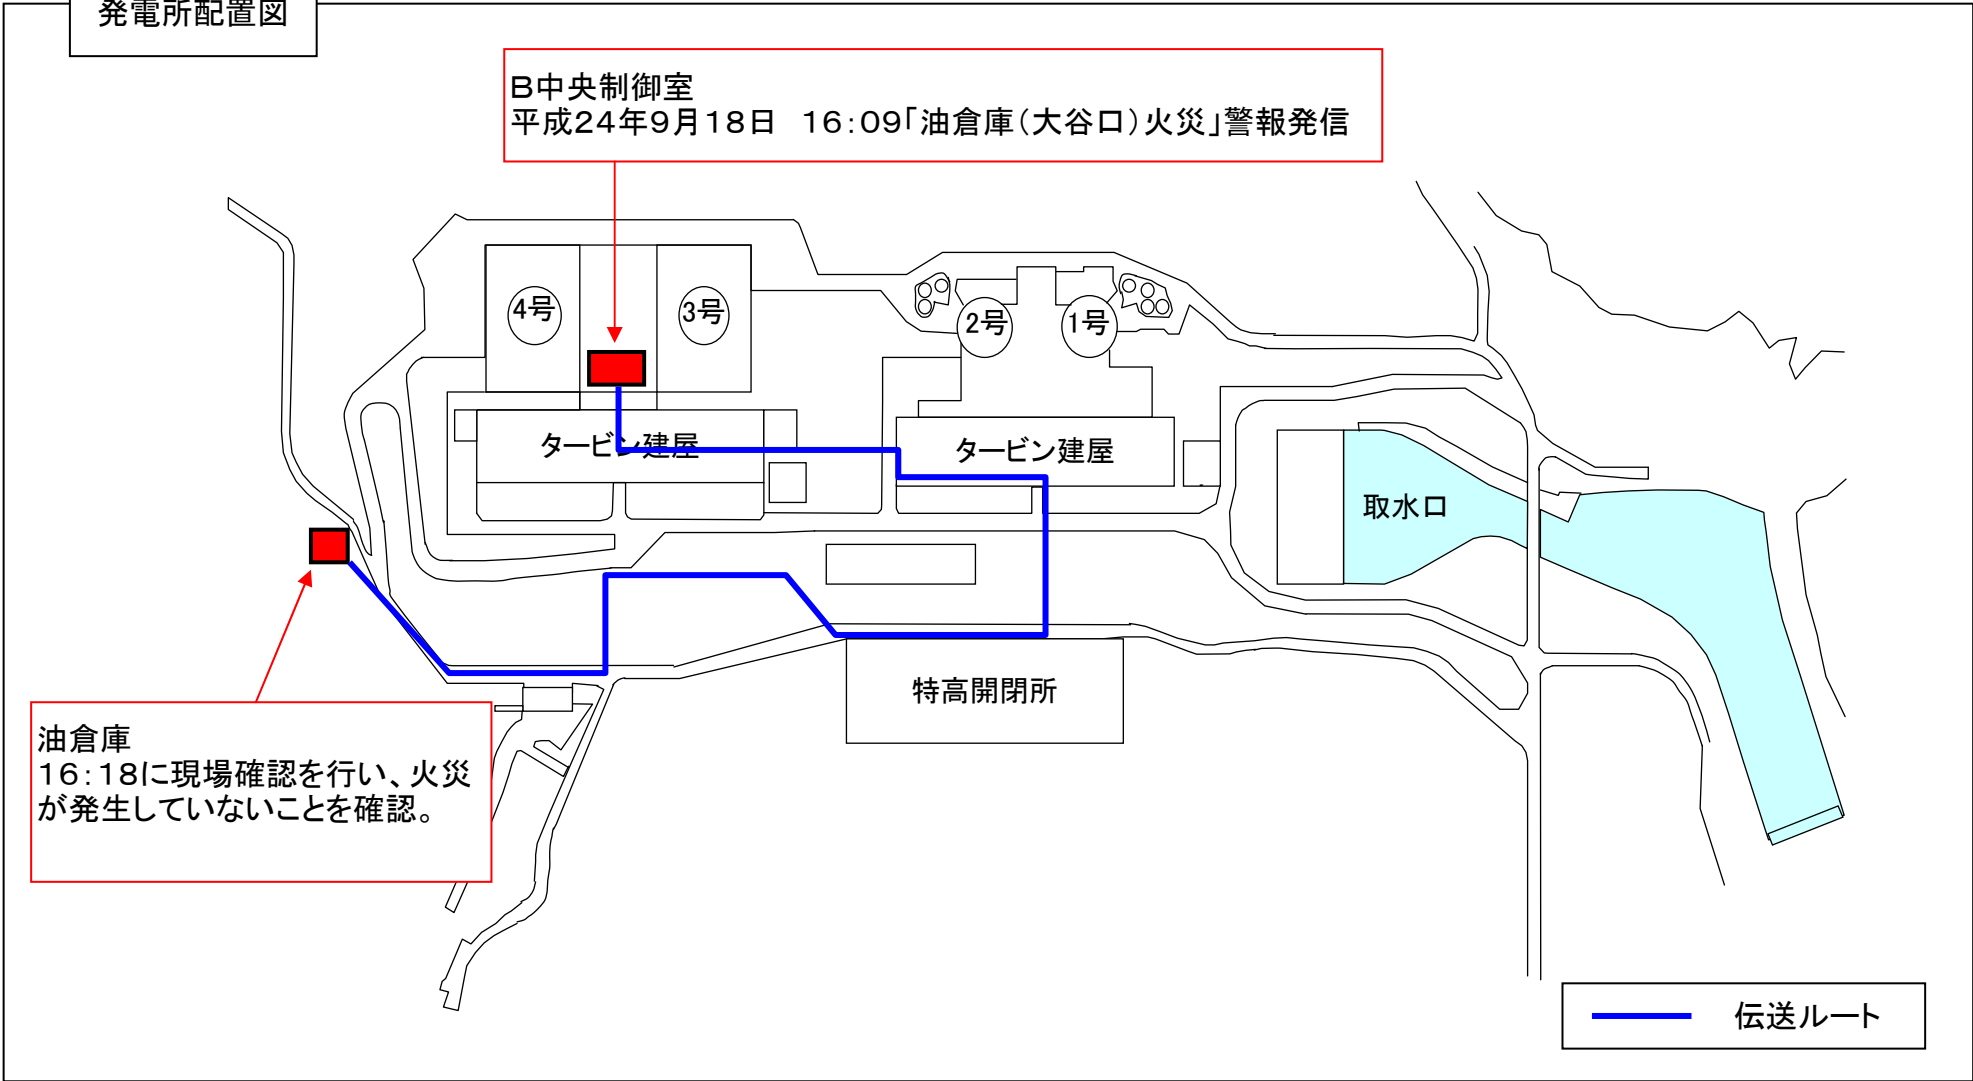 発電所配置図
B中央制御室
平成24年9月18日 16:09「油倉庫(大谷口)火災」警報発信
4号
3号
2号
1号
タービン建屋
タービン建屋
取水口
特高開閉所
油倉庫
16:18に現場確認を行い、火災
が発生していないことを確認。
伝送ルート